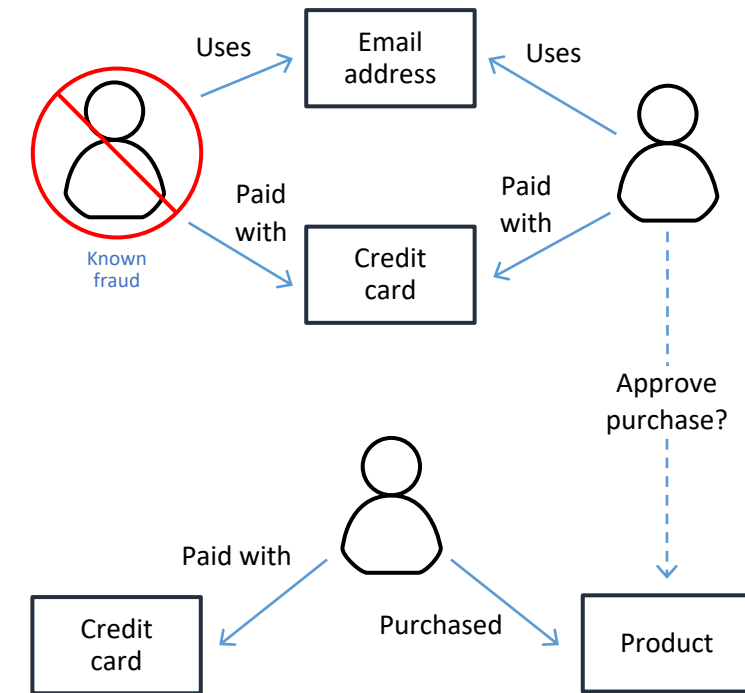 Uses
Email
address
Uses
Paid
with
Paid
with
Known
fraud
Credit
card
Approve
purchase?
Paid with
Purchased
Credit
card
Product